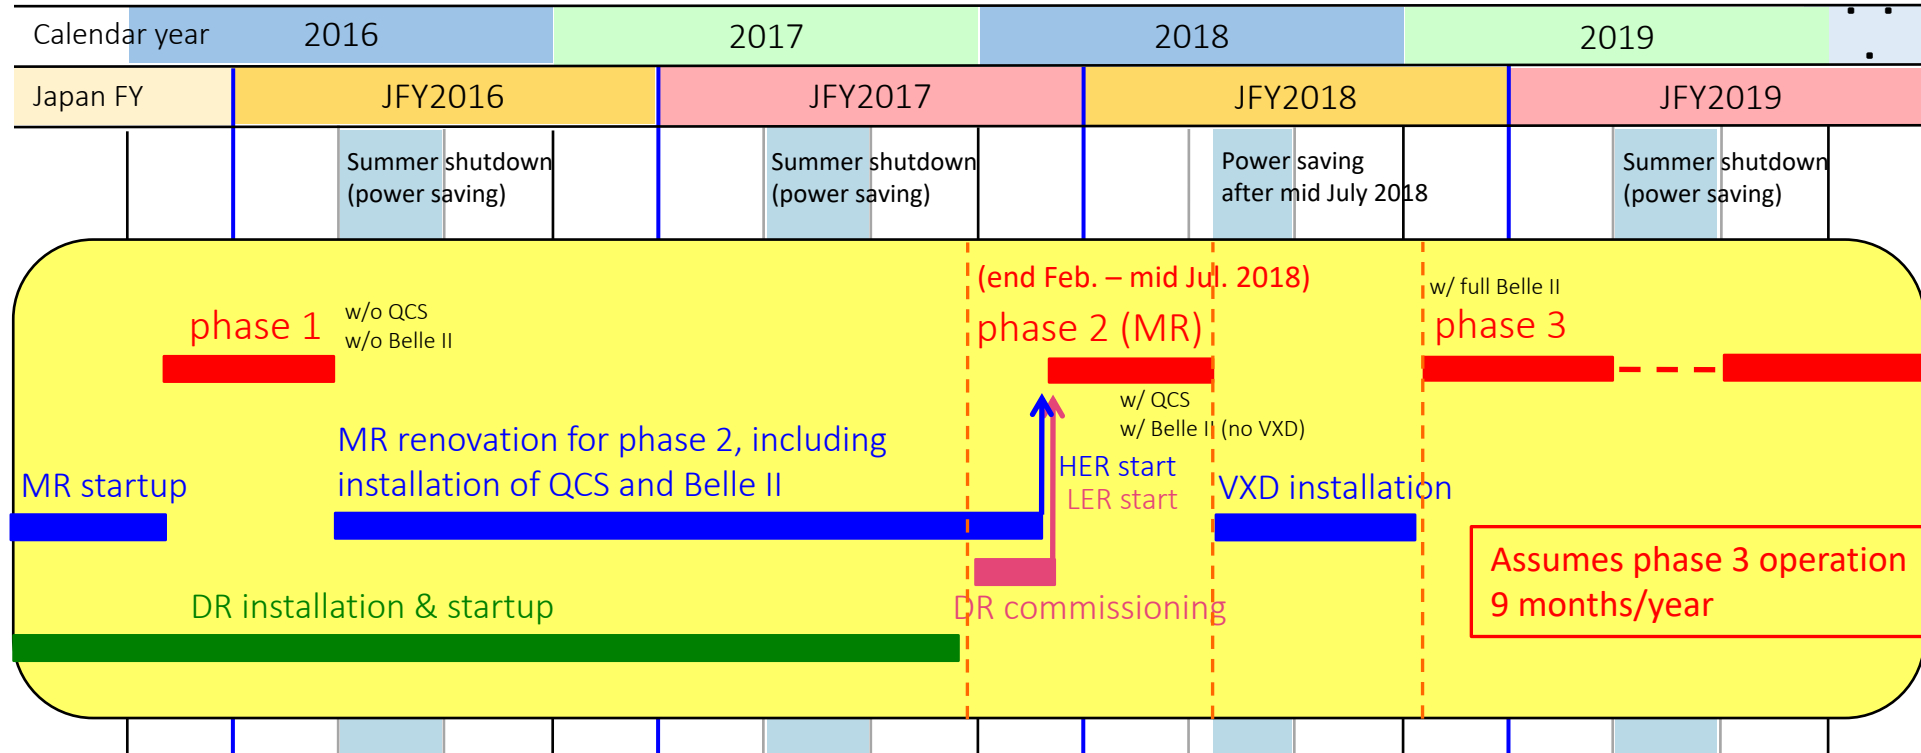 Calendar year 2016 2017 2018 2019
Japan FY JFY2016 JFY2017 JFY2018 JFY2019
Summer shutdown
(power saving)
Summer shutdown
(power saving)
Power saving
after mid July 2018
Summer shutdown
(power saving)
phase 1
w/o QCS
w/o Belle II
(end Feb. – mid Jul. 2018)
phase 2 (MR)
w/ QCS
w/ Belle II (no VXD)
w/ full Belle II
phase 3
MR startup
MR renovation for phase 2, including
installation of QCS and Belle II
HER start
LER start
VXD installation
DR installation & startup
DR commissioning
Assumes phase 3 operation
9 months/year